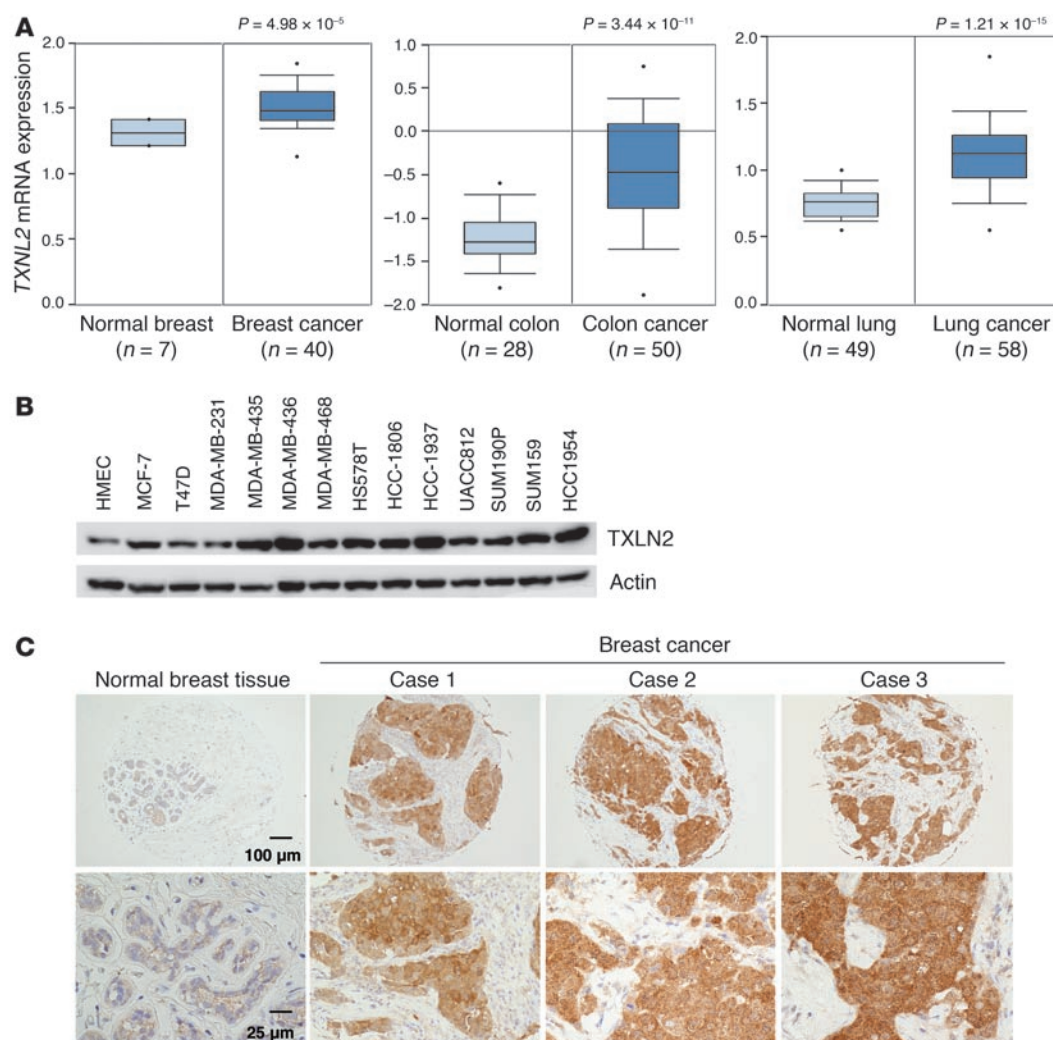 A
P = 4.98 × 10⁻⁵
P = 3.44 × 10⁻¹¹
P = 1.21 × 10⁻¹⁵
TXNL2 mRNA expression
2.0
1.5
1.0
0.5
0.0
1.0
0.5
0.0
−0.5
−1.0
−1.5
−2.0
2.0
1.5
1.0
0.5
0.0
Normal breast
(n = 7)
Breast cancer
(n = 40)
Normal colon
(n = 28)
Colon cancer
(n = 50)
Normal lung
(n = 49)
Lung cancer
(n = 58)
B
HMEC
MCF-7
T47D
MDA-MB-231
MDA-MB-435
MDA-MB-436
MDA-MB-468
HS578T
HCC-1806
HCC-1937
UACC812
SUM190P
SUM159
HCC1954
TXLN2
Actin
C
Breast cancer
Normal breast tissue
Case 1
Case 2
Case 3
100 µm
25 µm